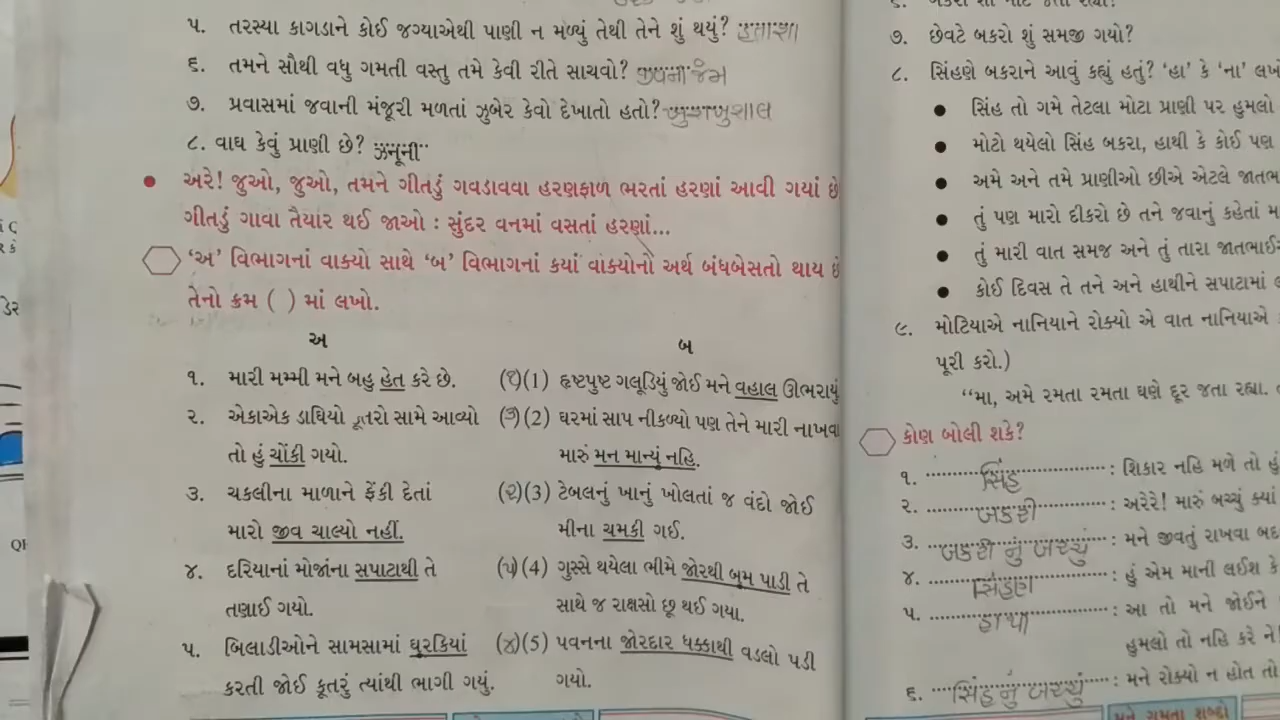 ૫. તરસ્યા કાગડાને કોઈ જગ્યાએથી પાણી ન મળ્યું તેથી તેને શું થયું? હતાશા
૬. તમને સૌથી વધુ ગમતી વસ્તુ તમે કેવી રીતે સાચવો? જીવની જેમ
૭. પ્રવાસમાં જવાની મંજૂરી મળતાં ઝુબેર કેવો દેખાતો હતો? ખુશખુશાલ
૮. વાઘ કેવું પ્રાણી છે? ઝનૂની
• અરે! જુઓ, જુઓ, તમને ગીતડું ગવડાવવા હરણફાળ ભરતાં હરણાં આવી ગયાં છે
ગીતડું ગાવા તૈયાર થઈ જાઓ : સુંદર વનમાં વસતાં હરણાં...
‘અ’ વિભાગનાં વાક્યો સાથે ‘બ’ વિભાગનાં કયાં વાક્યોનો અર્થ બંધબેસતો થાય છે
તેનો ક્રમ ( ) માં લખો.
અ બ
૧. મારી મમ્મી મને બહુ હેત કરે છે. (૧)(1) હૃષ્ટપુષ્ટ ગલૂડિયું જોઈ મને વહાલ ઊભરાયું
૨. એકાએક ડાઘિયો કૂતરો સામે આવ્યો (૩)(2) ઘરમાં સાપ નીકળ્યો પણ તેને મારી નાખવા
તો હું ચોંકી ગયો. મારું મન માન્યું નહિ.
૩. ચકલીના માળાને ફેંકી દેતાં (૨)(3) ટેબલનું ખાનું ખોલતાં જ વંદો જોઈ
મારો જીવ ચાલ્યો નહીં. મીના ચમકી ગઈ.
૪. દરિયાનાં મોજાંના સપાટાથી તે (૫)(4) ગુસ્સે થયેલા ભીમે જોરથી બૂમ પાડી તે
તણાઈ ગયો. સાથે જ રાક્ષસો છૂ થઈ ગયા.
૫. બિલાડીઓને સામસામાં ઘુરકિયાં (૪)(5) પવનના જોરદાર ધક્કાથી વડલો પડી
કરતી જોઈ કૂતરું ત્યાંથી ભાગી ગયું. ગયો.
૭. છેવટે બકરો શું સમજી ગયો?
૮. સિંહણે બકરાને આવું કહ્યું હતું? ‘હા’ કે ‘ના’ લખો
• સિંહ તો ગમે તેટલા મોટા પ્રાણી પર હુમલો
• મોટો થયેલો સિંહ બકરા, હાથી કે કોઈ પણ
• અમે અને તમે પ્રાણીઓ છીએ એટલે જાતભ
• તું પણ મારો દીકરો છે તને જવાનું કહેતાં મ
• તું મારી વાત સમજ અને તું તારા જાતભાઈ
• કોઈ દિવસ તે તને અને હાથીને સપાટામાં
૯. મોટિયાએ નાનિયાને રોક્યો એ વાત નાનિયાએ
પૂરી કરો.)
“મા, અમે રમતા રમતા ઘણે દૂર જતા રહ્યા.
કોણ બોલી શકે?
૧. સિંહ : શિકાર નહિ મળે તો હું
૨. બકરી : અરેરે! મારું બચ્ચું ક્યાં
૩. બકરી નું બચ્ચું : મને જીવતું રાખવા બદ
૪. સિંહણ : હું એમ માની લઈશ કે
૫. હાથી : આ તો મને જોઈને
હુમલો તો નહિ કરે ને!
૬. સિંહનું બચ્ચું : મને રોક્યો ન હોત તો
મને ગમતા શબ્દો